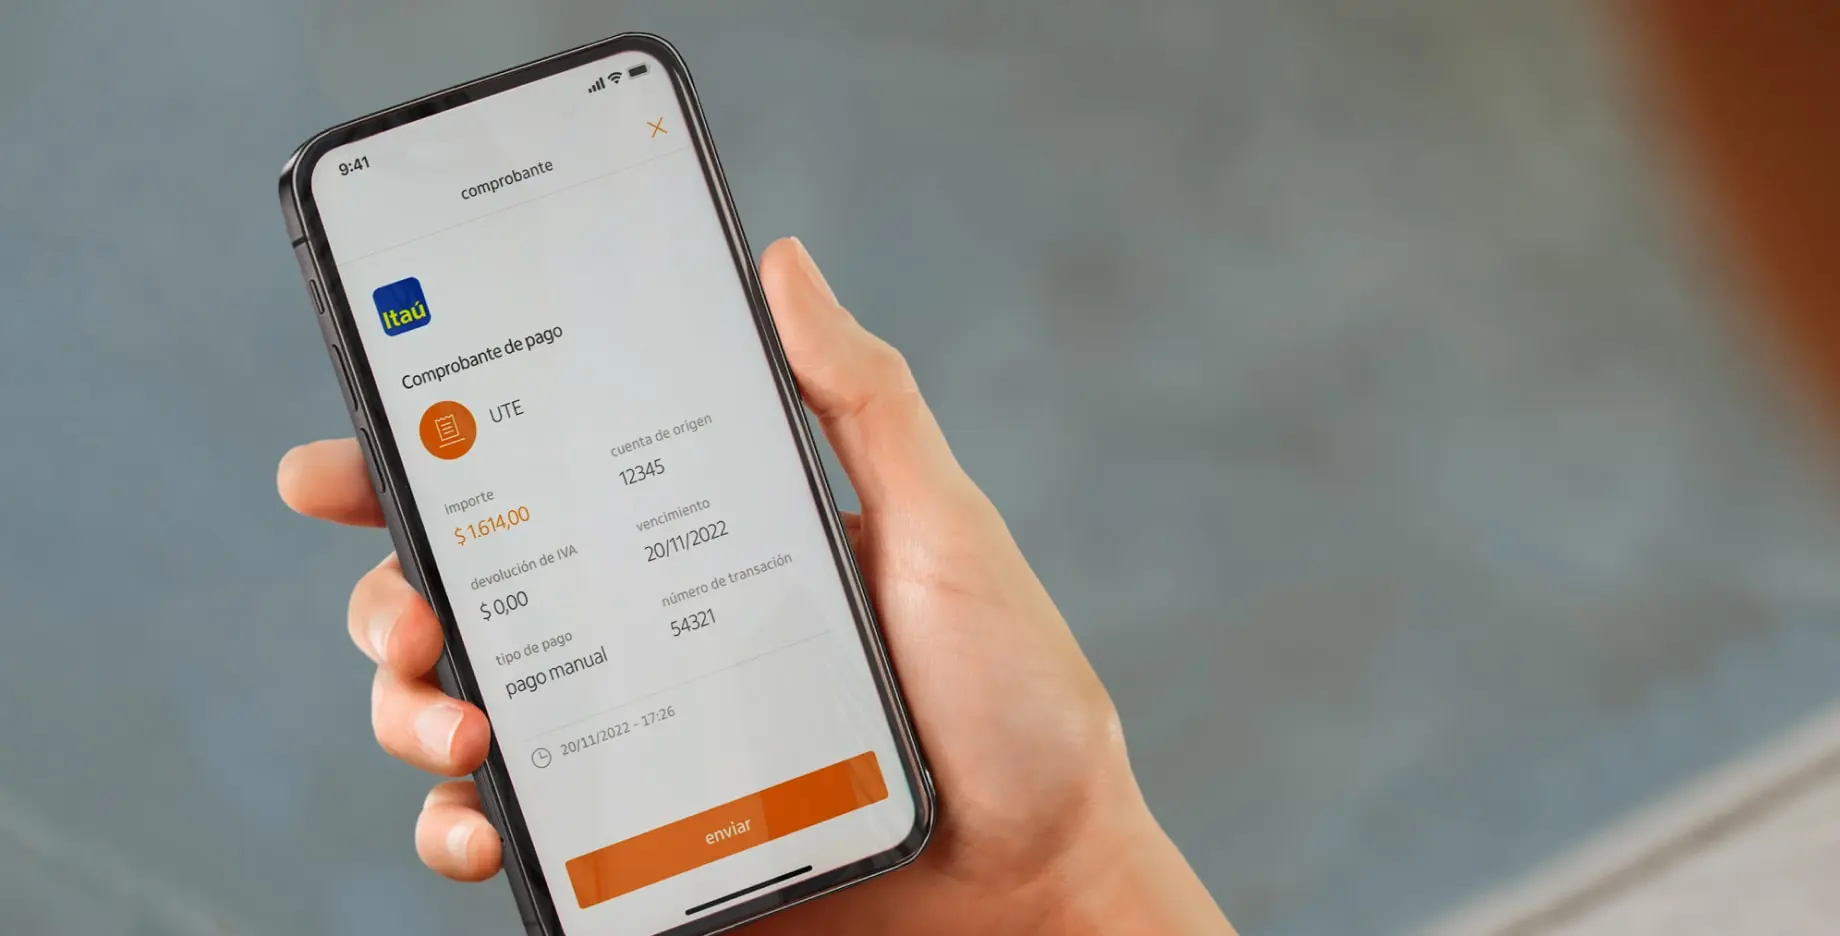 9:41
comprobante
Itaú
Comprobante de pago
UTE
importe
$ 1.614,00
cuenta de origen
12345
devolución de IVA
$ 0,00
vencimiento
20/11/2022
tipo de pago
pago manual
número de transación
54321
20/11/2022 - 17:26
enviar